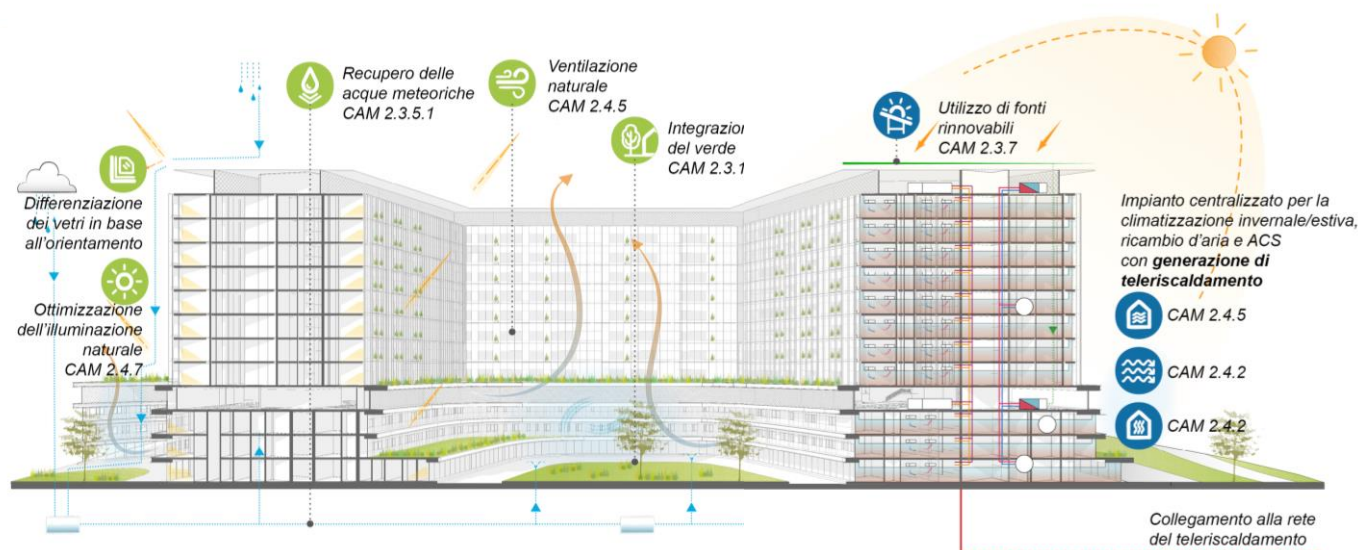 Recupero delle
acque meteoriche
CAM 2.3.5.1
Ventilazione
naturale
CAM 2.4.5
Integrazion
del verde
CAM 2.3.1
Utilizzo di fonti
rinnovabili
CAM 2.3.7
Differenziazione
dei vetri in base
all'orientamento
Ottimizzazione
dell'illuminazione
naturale
CAM 2.4.7
Impianto centralizzato per la
climatizzazione invernale/estiva,
ricambio d'aria e ACS
con generazione di
teleriscaldamento
CAM 2.4.5
CAM 2.4.2
CAM 2.4.2
Collegamento alla rete
del teleriscaldamento